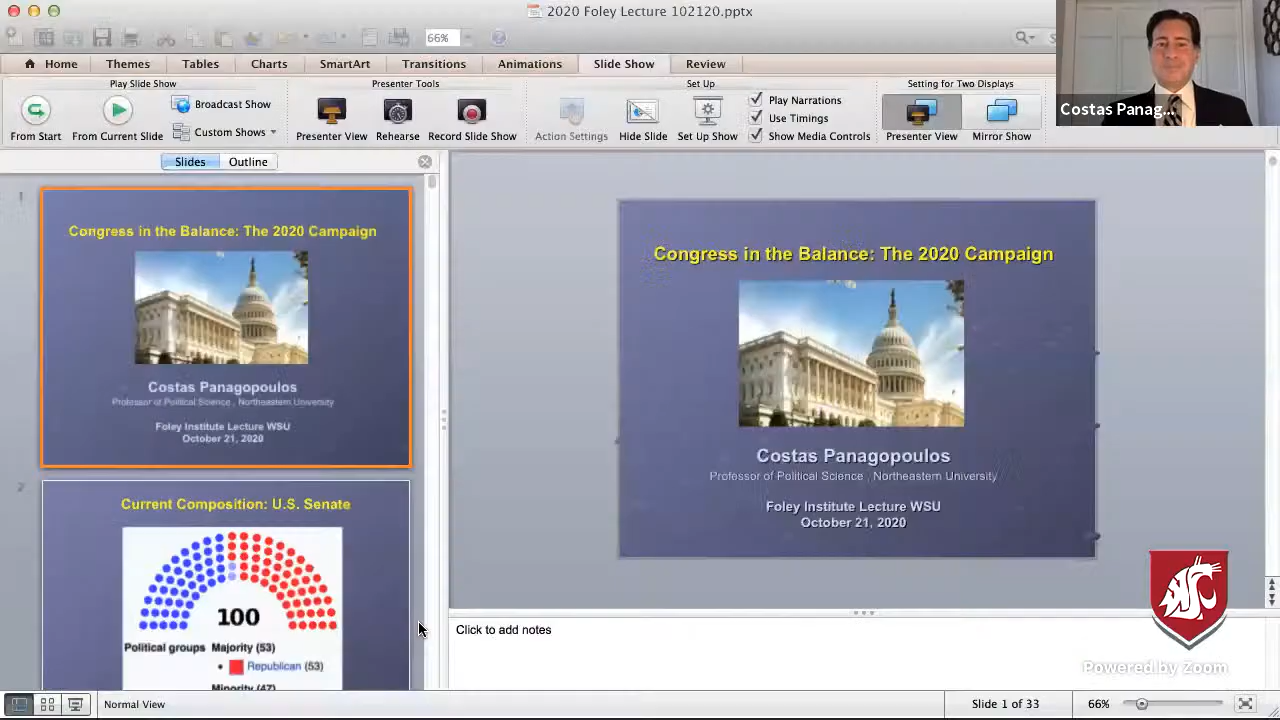 2020 Foley Lecture 102120.pptx
66%
Home Themes Tables Charts SmartArt Transitions Animations Slide Show Review
Play Slide Show Presenter Tools Set Up Setting for Two Displays
From Start
From Current Slide
Broadcast Show
Custom Shows
Presenter View
Rehearse
Record Slide Show
Action Settings
Hide Slide
Set Up Show
Play Narrations
Use Timings
Show Media Controls
Presenter View
Mirror Show
Costas Panag...
Slides Outline
1
Congress in the Balance: The 2020 Campaign
Costas Panagopoulos
Professor of Political Science , Northeastern University
Foley Institute Lecture WSU
October 21, 2020
2
Current Composition: U.S. Senate
100
Political groups Majority (53)
• Republican (53)
Minority (47)
Congress in the Balance: The 2020 Campaign
Costas Panagopoulos
Professor of Political Science , Northeastern University
Foley Institute Lecture WSU
October 21, 2020
Click to add notes
Powered by Zoom
Normal View
Slide 1 of 33
66%